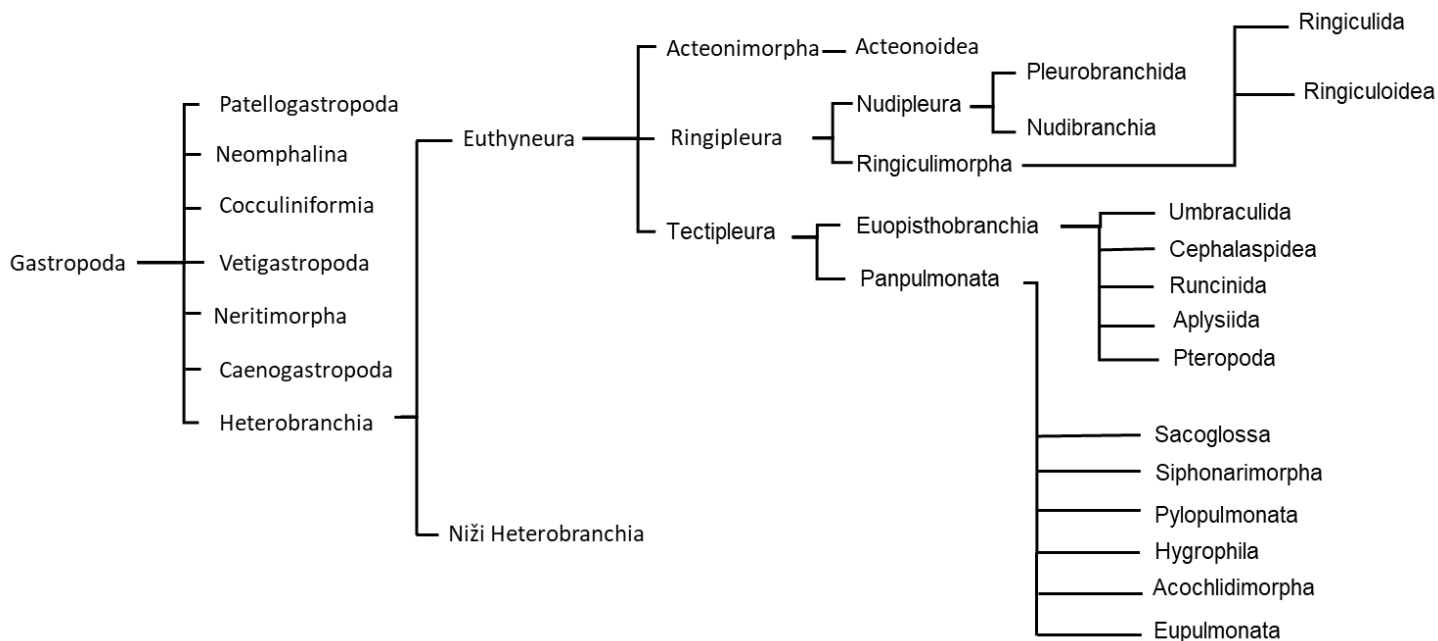 Gastropoda
Patellogastropoda
Neomphalina
Cocculiniformia
Vetigastropoda
Neritimorpha
Caenogastropoda
Heterobranchia
Euthyneura
Niži Heterobranchia
Acteonimorpha
Acteonoidea
Ringipleura
Nudipleura
Pleurobranchida
Nudibranchia
Ringiculimorpha
Ringiculida
Ringiculoidea
Tectipleura
Euopisthobranchia
Umbraculida
Cephalaspidea
Runcinida
Aplysiida
Pteropoda
Panpulmonata
Sacoglossa
Siphonarimorpha
Pylopulmonata
Hygrophila
Acochlidimorpha
Eupulmonata